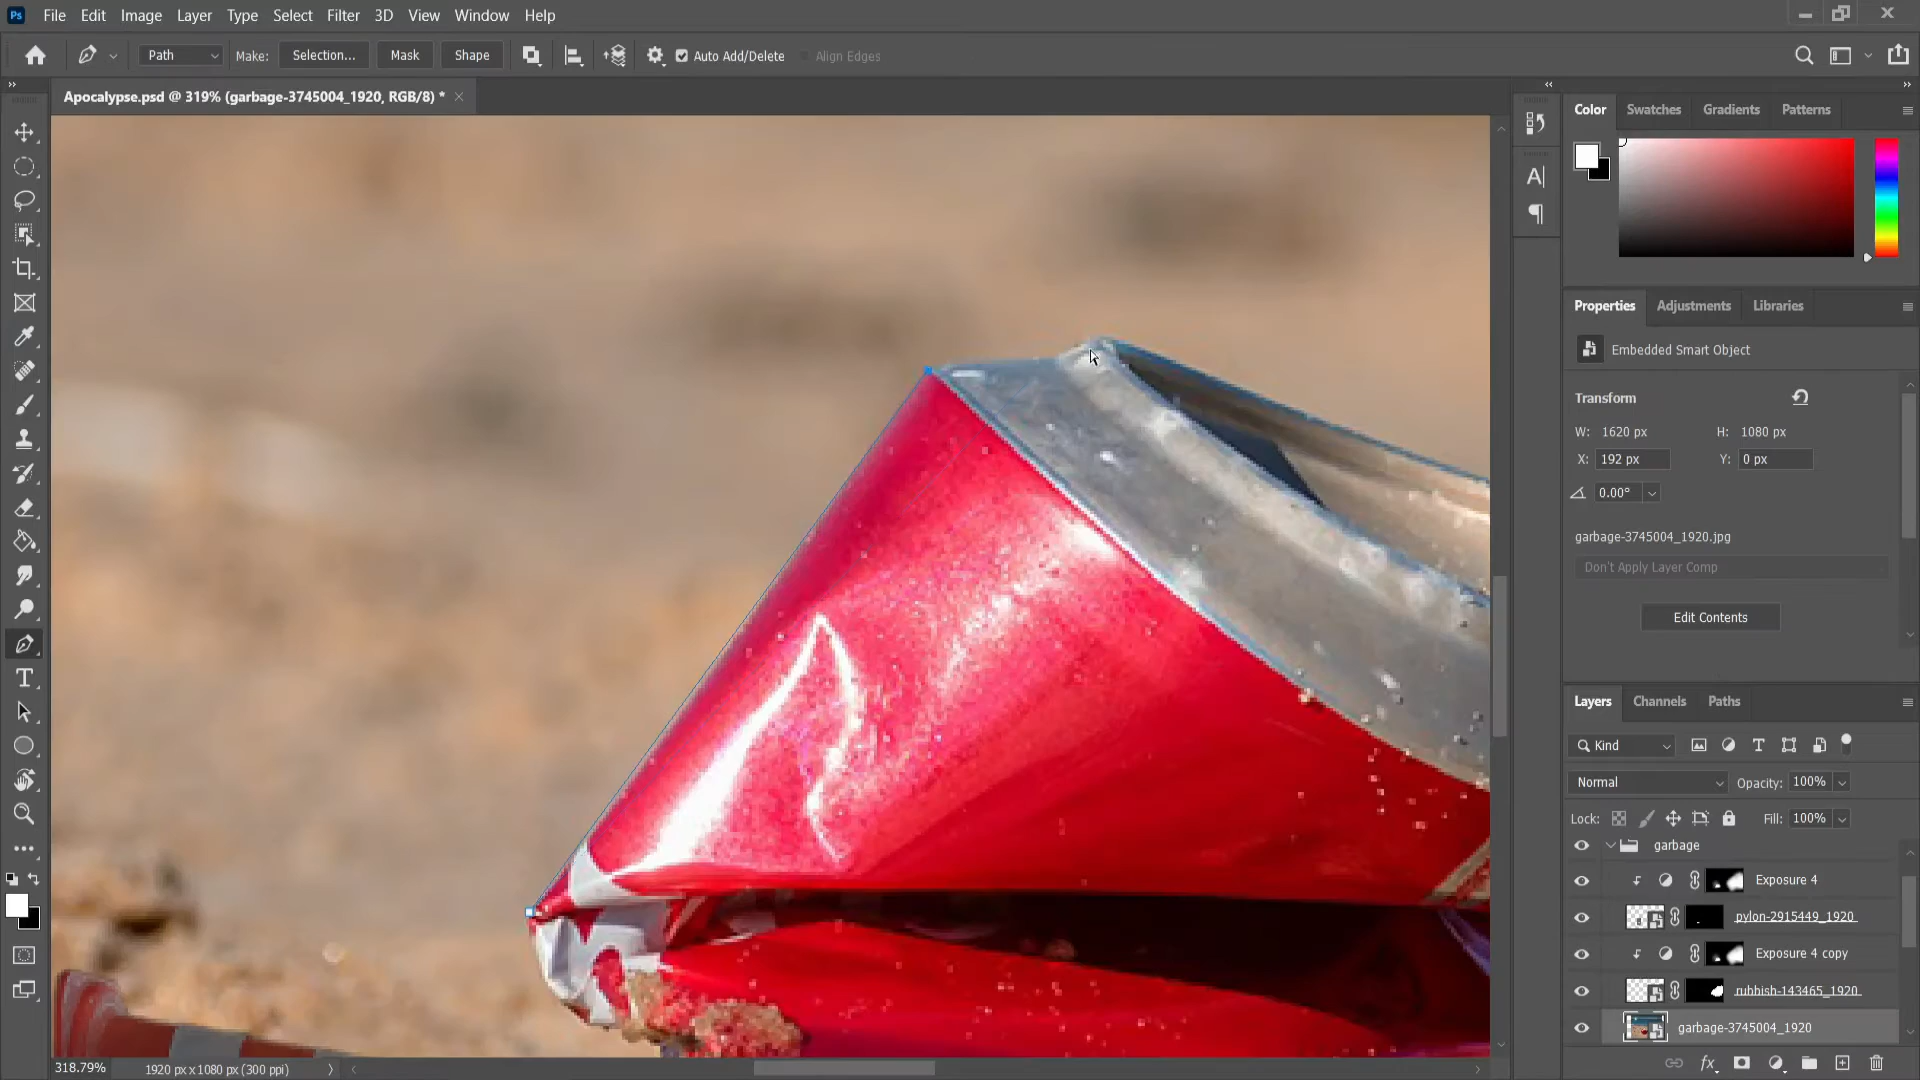 Ps File Edit Image Layer Type Select Filter 3D View Window Help
Path Make: Selection... Mask Shape Auto Add/Delete Align Edges
Apocalypse.psd @ 319% (garbage-3745004_1920, RGB/8) *
Color Swatches Gradients Patterns
Properties Adjustments Libraries
Embedded Smart Object
Transform
W: 1620 px H: 1080 px
X: 192 px Y: 0 px
0.00°
garbage-3745004_1920.jpg
Don't Apply Layer Comp
Edit Contents
Layers Channels Paths
Kind
Normal Opacity: 100%
Lock: Fill: 100%
garbage
Exposure 4
pylon-2915449_1920
Exposure 4 copy
rubbish-143465_1920
garbage-3745004_1920
fx
318.79% 1920 px x 1080 px (300 ppi)